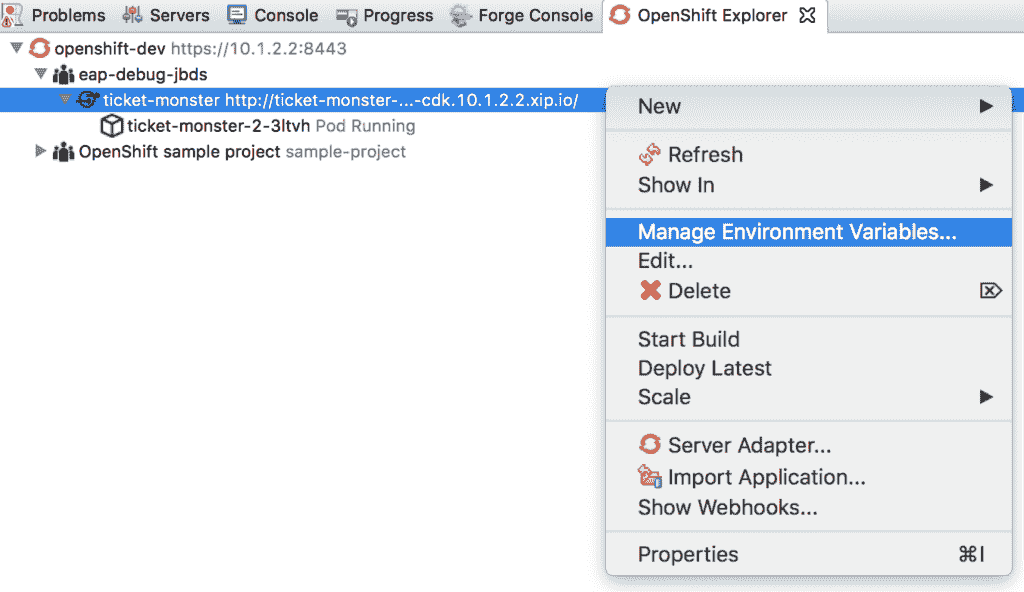 Problems Servers Console Progress Forge Console OpenShift Explorer
openshift-dev https://10.1.2.2:8443
eap-debug-jbds
ticket-monster http://ticket-monster-...-cdk.10.1.2.2.xip.io/
ticket-monster-2-3ltvh Pod Running
OpenShift sample project sample-project
New
Refresh
Show In
Manage Environment Variables...
Edit...
Delete
Start Build
Deploy Latest
Scale
Server Adapter...
Import Application...
Show Webhooks...
Properties ⌘I